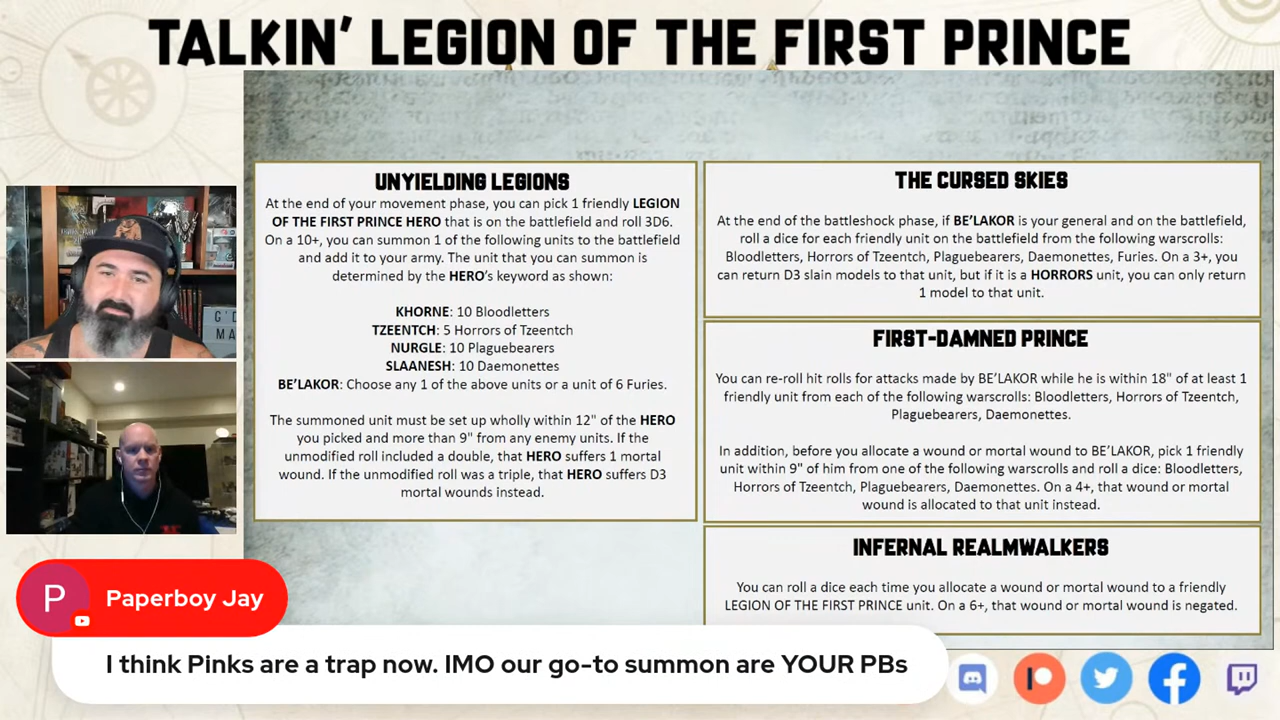 TALKIN' LEGION OF THE FIRST PRINCE
UNYIELDING LEGIONS
At the end of your movement phase, you can pick 1 friendly LEGION
OF THE FIRST PRINCE HERO that is on the battlefield and roll 3D6.
On a 10+, you can summon 1 of the following units to the battlefield
and add it to your army. The unit that you can summon is
determined by the HERO's keyword as shown:
KHORNE: 10 Bloodletters
TZEENTCH: 5 Horrors of Tzeentch
NURGLE: 10 Plaguebearers
SLAANESH: 10 Daemonettes
BE'LAKOR: Choose any 1 of the above units or a unit of 6 Furies.
The summoned unit must be set up wholly within 12" of the HERO
you picked and more than 9" from any enemy units. If the
unmodified roll included a double, that HERO suffers 1 mortal
wound. If the unmodified roll was a triple, that HERO suffers D3
mortal wounds instead.
THE CURSED SKIES
At the end of the battleshock phase, if BE'LAKOR is your general and on the battlefield,
roll a dice for each friendly unit on the battlefield from the following warscrolls:
Bloodletters, Horrors of Tzeentch, Plaguebearers, Daemonettes, Furies. On a 3+, you
can return D3 slain models to that unit, but if it is a HORRORS unit, you can only return
1 model to that unit.
FIRST-DAMNED PRINCE
You can re-roll hit rolls for attacks made by BE'LAKOR while he is within 18" of at least 1
friendly unit from each of the following warscrolls: Bloodletters, Horrors of Tzeentch,
Plaguebearers, Daemonettes.
In addition, before you allocate a wound or mortal wound to BE'LAKOR, pick 1 friendly
unit within 9" of him from one of the following warscrolls and roll a dice: Bloodletters,
Horrors of Tzeentch, Plaguebearers, Daemonettes. On a 4+, that wound or mortal
wound is allocated to that unit instead.
INFERNAL REALMWALKERS
You can roll a dice each time you allocate a wound or mortal wound to a friendly
LEGION OF THE FIRST PRINCE unit. On a 6+, that wound or mortal wound is negated.
P
Paperboy Jay
I think Pinks are a trap now. IMO our go-to summon are YOUR PBs